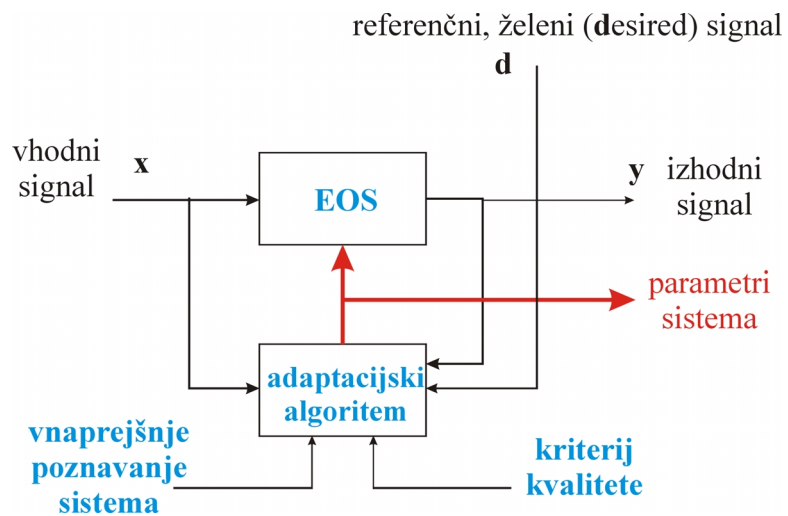 referenčni, želeni (desired) signal
d
vhodni
signal
x
EOS
y
izhodni
signal
parametri
sistema
adaptacijski
algoritem
vnaprejšnje
poznavanje
sistema
kriterij
kvalitete